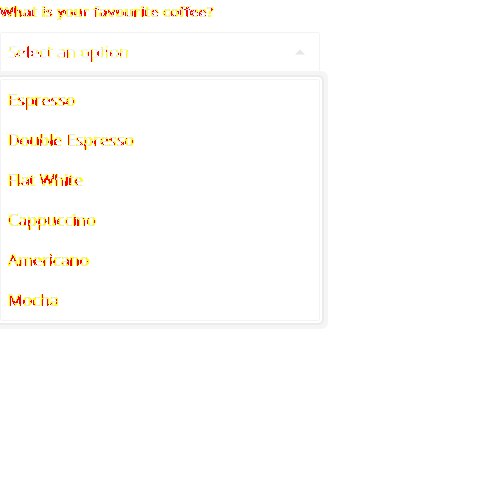 What is your favourite coffee?
Select an option
Espresso
Double Espresso
Flat White
Cappuccino
Americano
Mocha